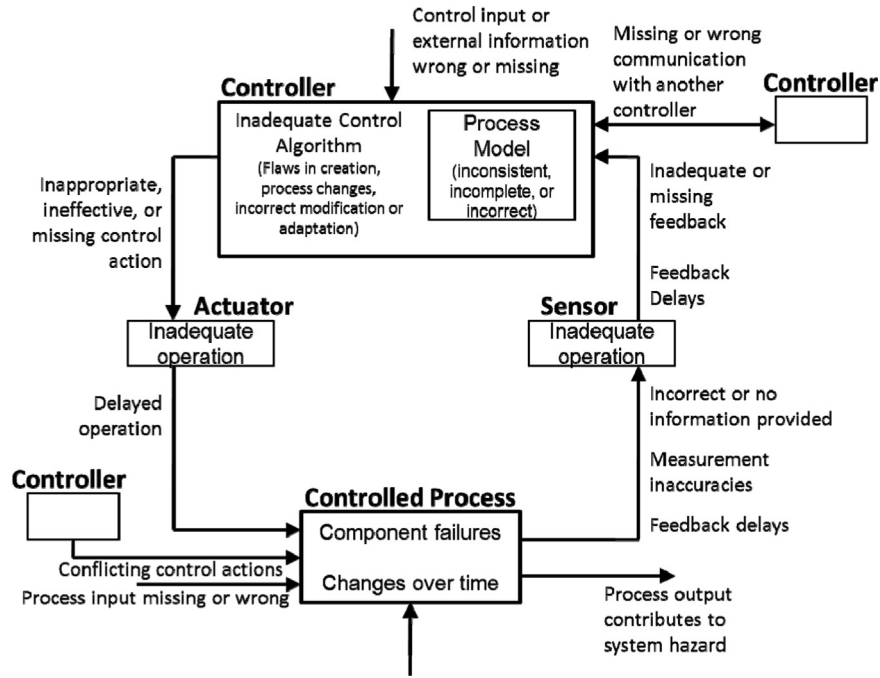 Control input or
external information
wrong or missing
Missing or wrong
communication
with another
controller
Controller
Controller
Inadequate Control
Algorithm
(Flaws in creation,
process changes,
incorrect modification or
adaptation)
Process
Model
(inconsistent,
incomplete, or
incorrect)
Inappropriate,
ineffective, or
missing control
action
Inadequate or
missing
feedback
Feedback
Delays
Actuator
Inadequate
operation
Sensor
Inadequate
operation
Delayed
operation
Incorrect or no
information provided
Measurement
inaccuracies
Feedback delays
Controller
Controlled Process
Component failures
Changes over time
Conflicting control actions
Process input missing or wrong
Process output
contributes to
system hazard